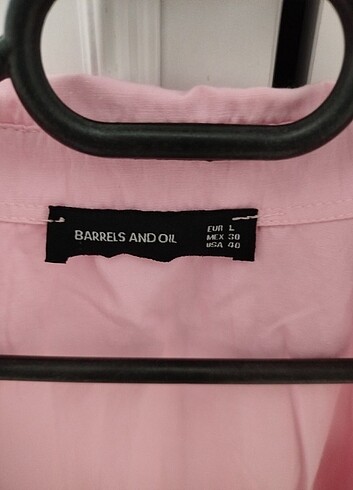 BARRELS AND OIL
EUR L
MEX 30
USA 40